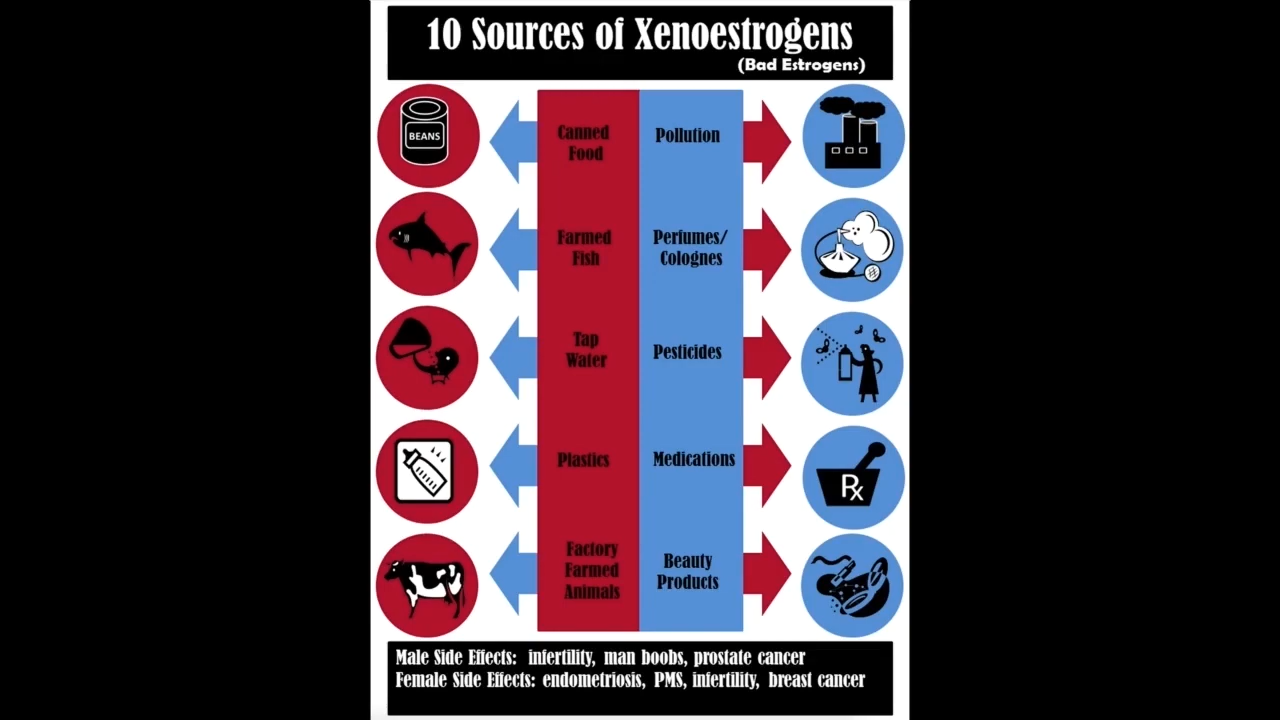 10 Sources of Xenoestrogens
(Bad Estrogens)
BEANS
Canned
Food
Pollution
Farmed
Fish
Perfumes/
Colognes
Tap
Water
Pesticides
Plastics
Medications
Rx
Factory
Farmed
Animals
Beauty
Products
Male Side Effects: infertility, man boobs, prostate cancer
Female Side Effects: endometriosis, PMS, infertility, breast cancer